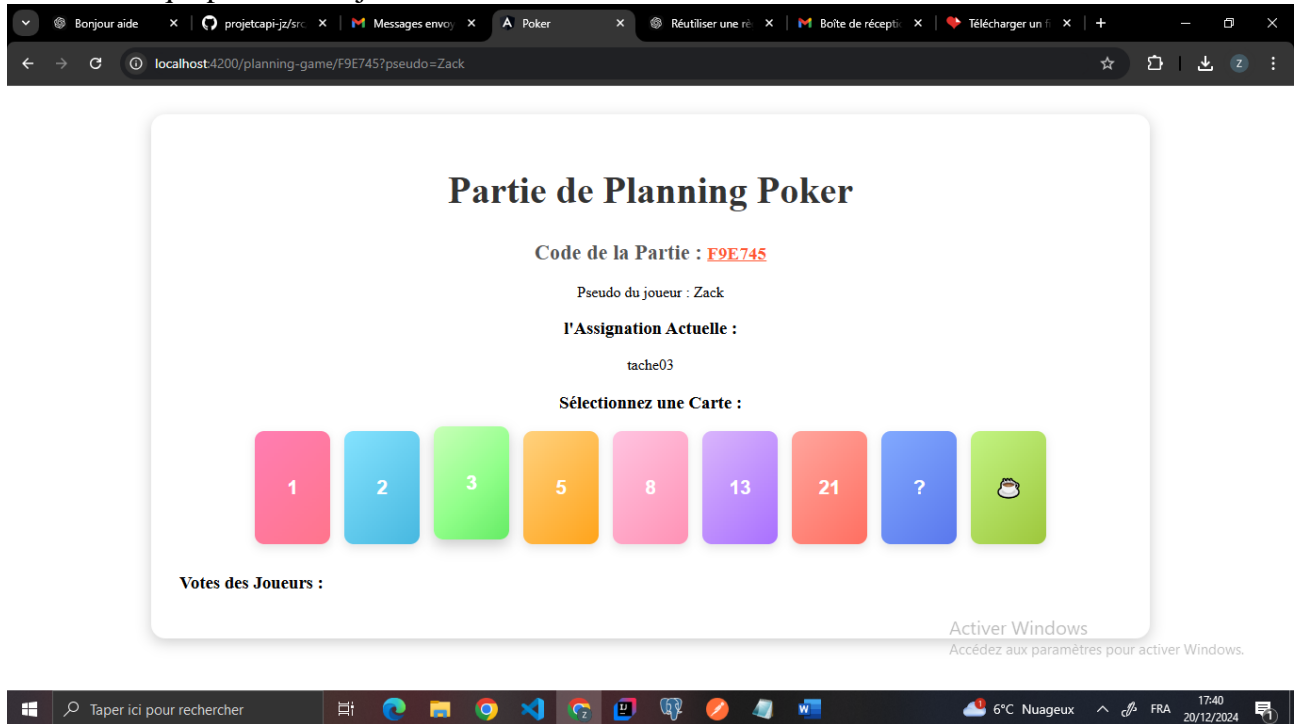 Bonjour aide
projetcapi-jz/src
Messages envoy
Poker
Réutiliser une ré
Boîte de récepti
Télécharger un fi
localhost:4200/planning-game/F9E745?pseudo=Zack
Z
Partie de Planning Poker
Code de la Partie : F9E745
Pseudo du joueur : Zack
l'Assignation Actuelle :
tache03
Sélectionnez une Carte :
1 2 3 5 8 13 21 ?
Votes des Joueurs :
Activer Windows
Accédez aux paramètres pour activer Windows.
Taper ici pour rechercher
6°C Nuageux
FRA
17:40
20/12/2024